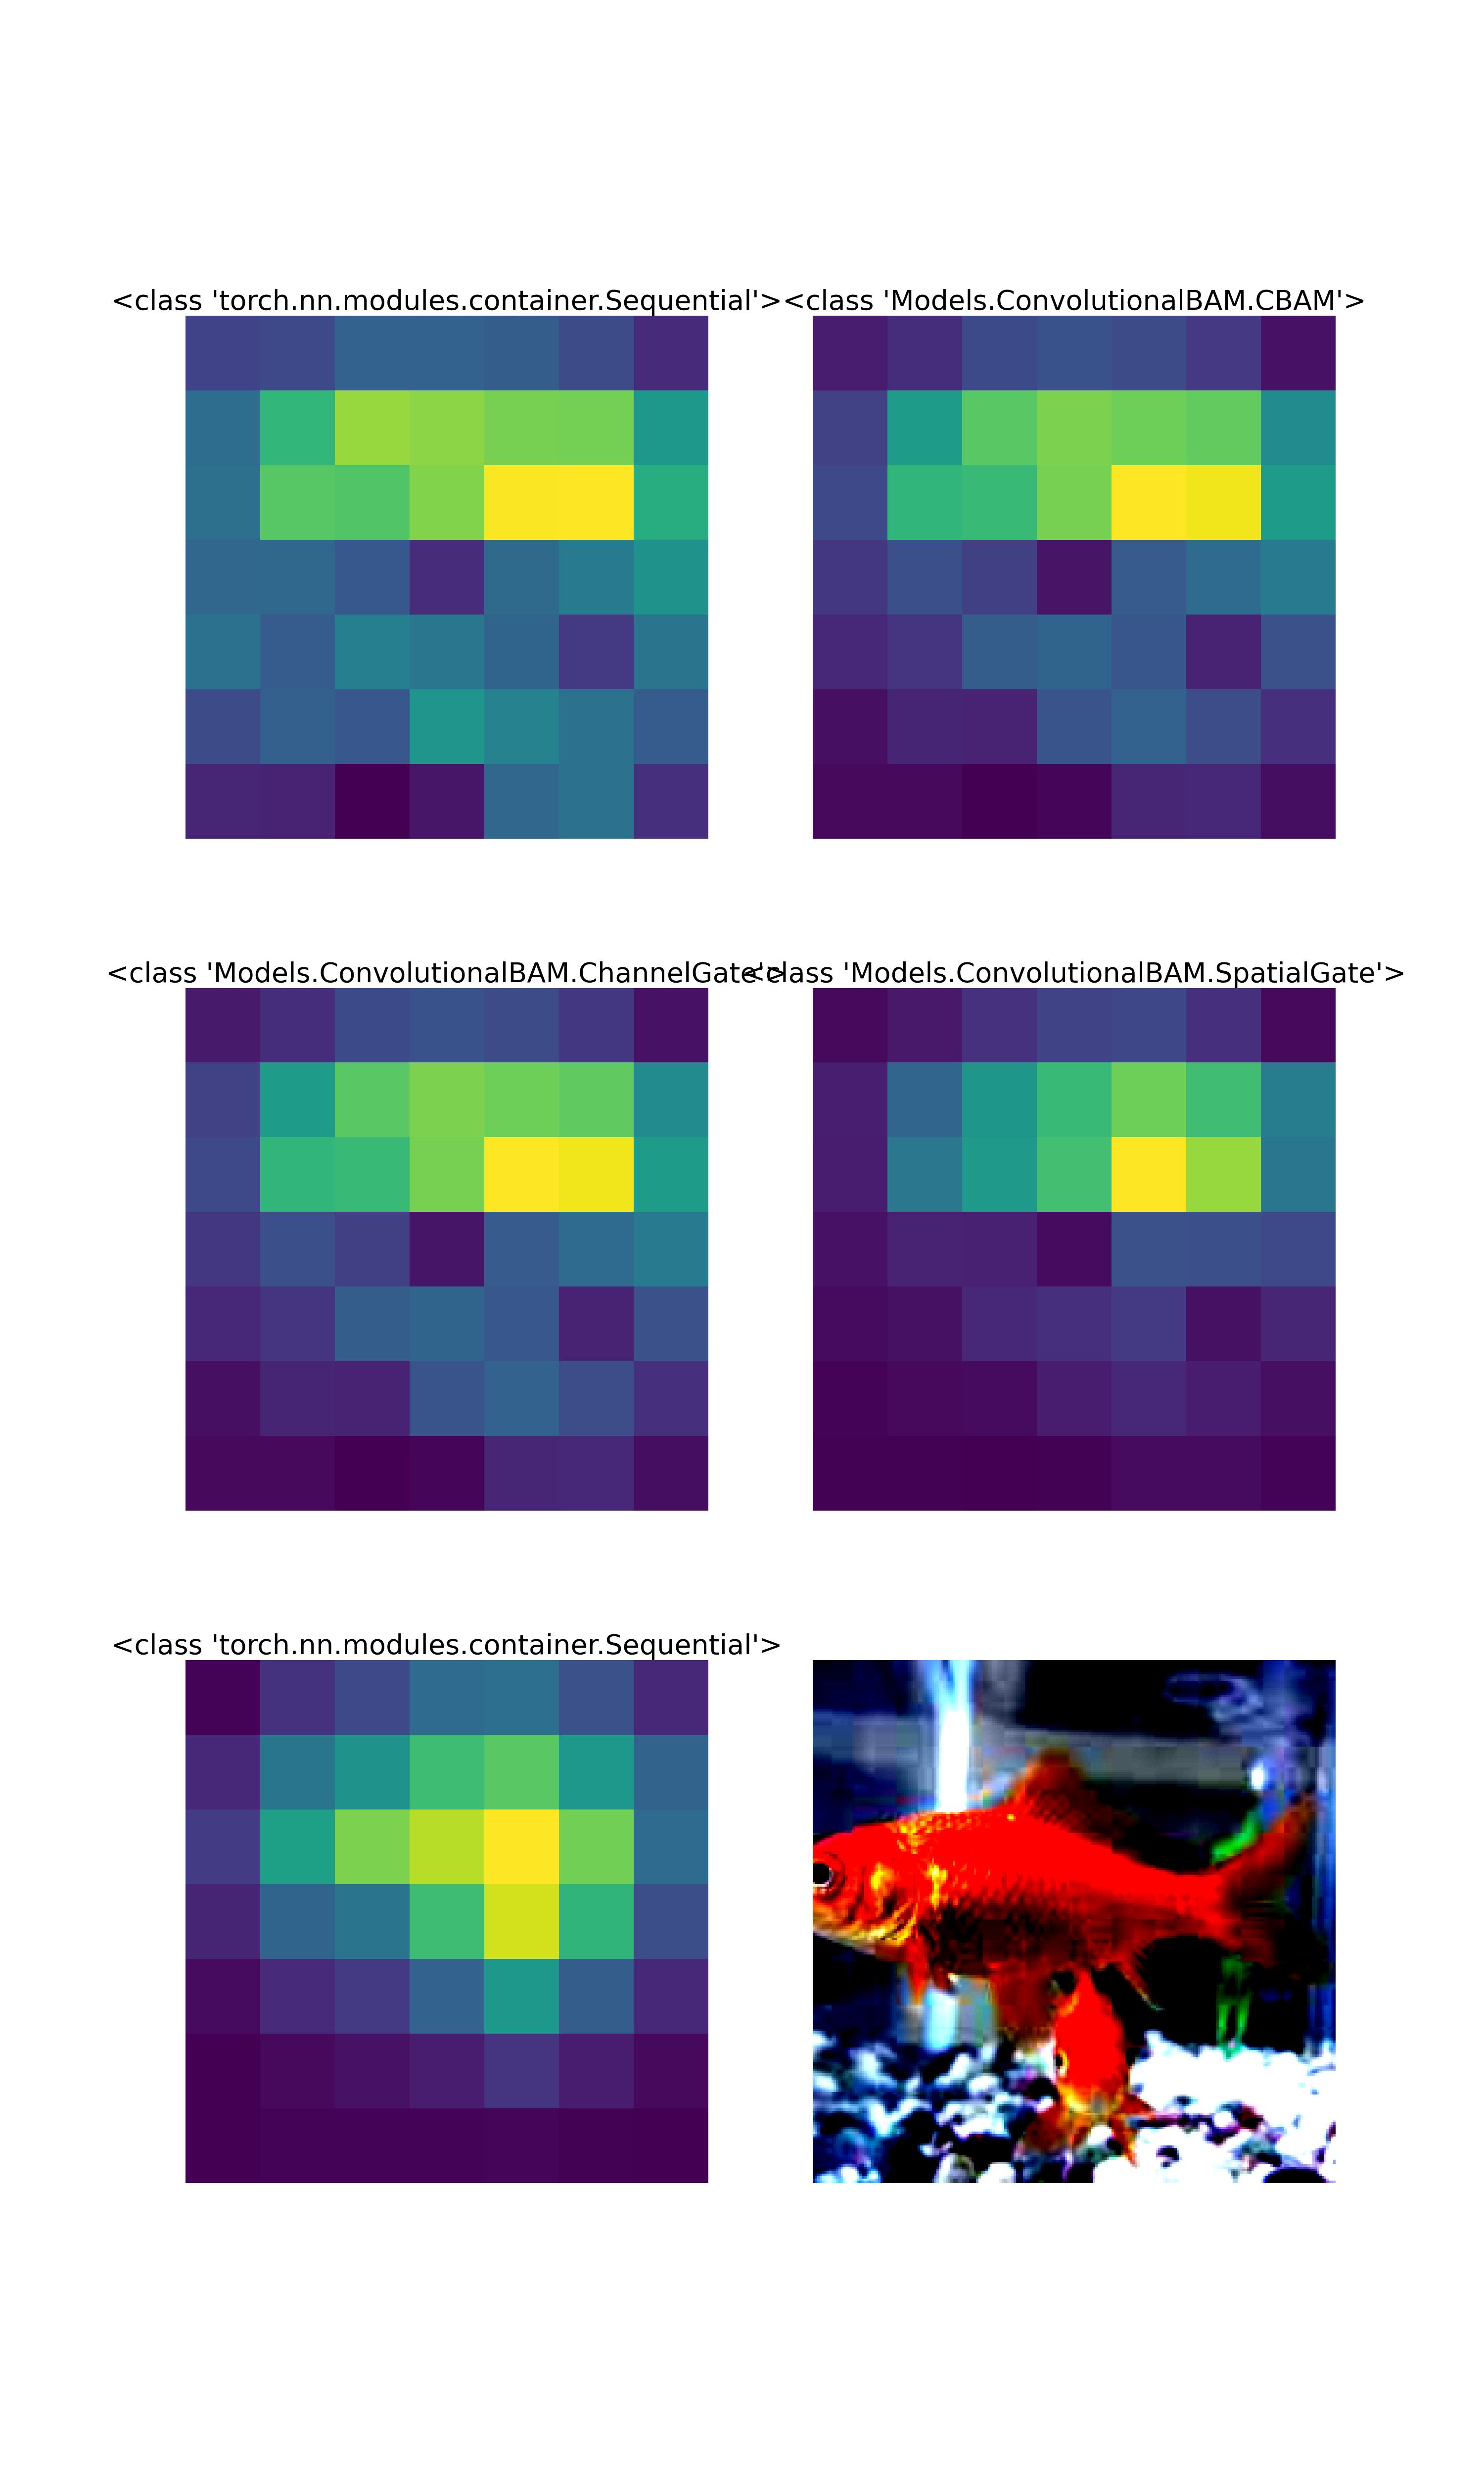 <class 'torch.nn.modules.container.Sequential'>
<class 'Models.ConvolutionalBAM.CBAM'>
<class 'Models.ConvolutionalBAM.ChannelGate'>
<class 'Models.ConvolutionalBAM.SpatialGate'>
<class 'torch.nn.modules.container.Sequential'>